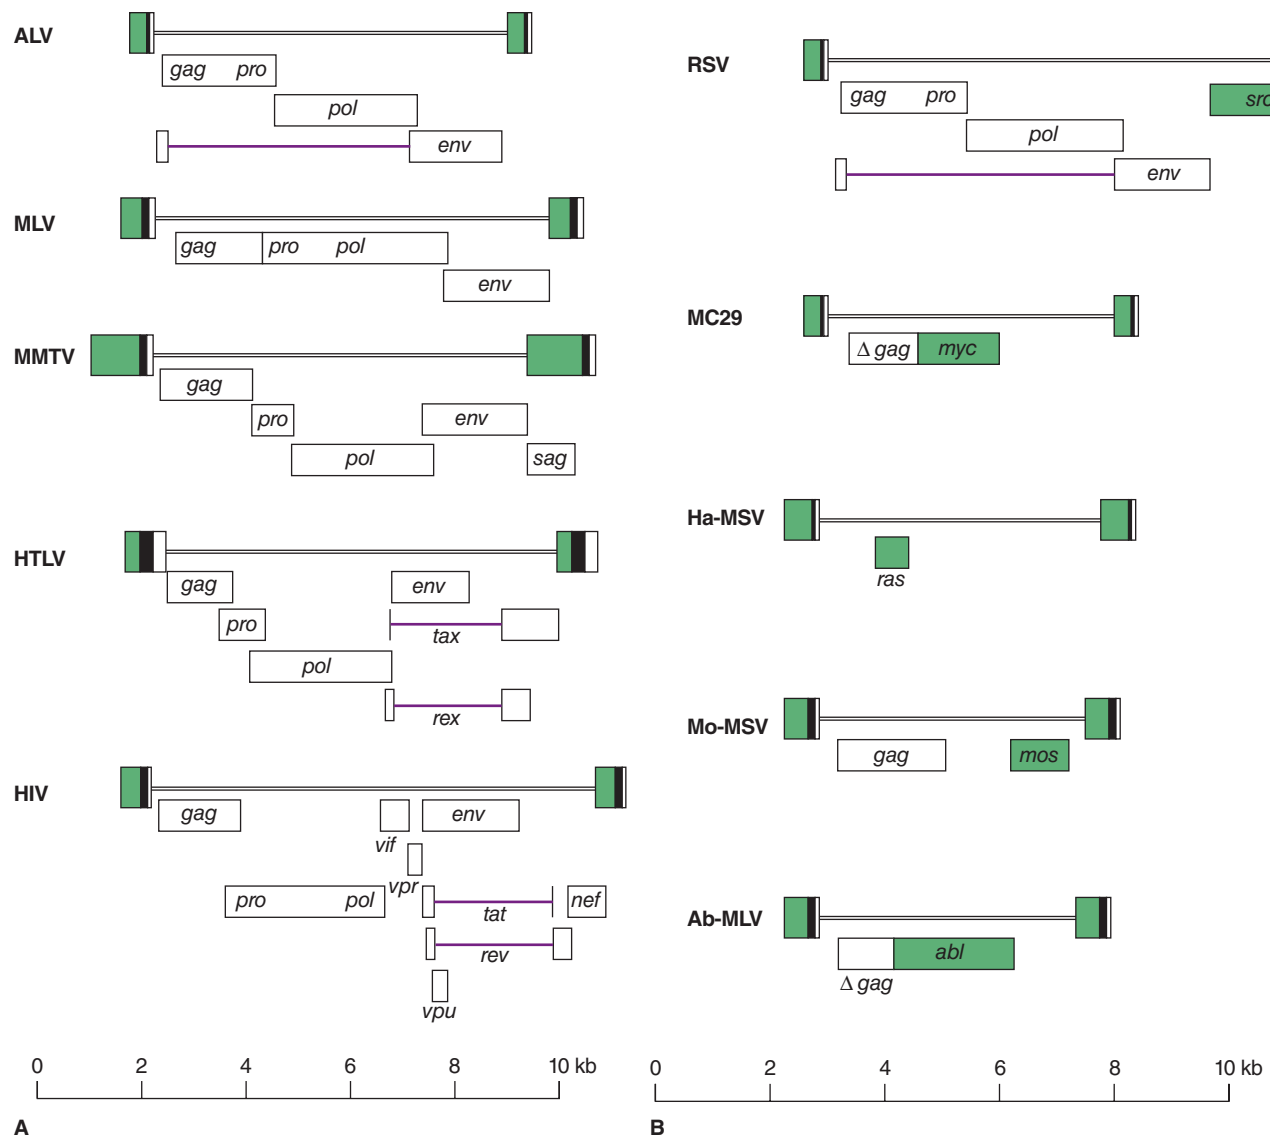 ALV
gag pro
pol
env
MLV
gag pro pol
env
MMTV
gag
pro env
pol sag
HTLV
gag env
pro tax
pol
rex
HIV
gag env
vif
vpr
pro pol tat nef
rev
vpu
0 2 4 6 8 10 kb
A
RSV
gag pro src
pol
env
MC29
Δ gag myc
Ha-MSV
ras
Mo-MSV
gag mos
Ab-MLV
abl
Δ gag
0 2 4 6 8 10 kb
B